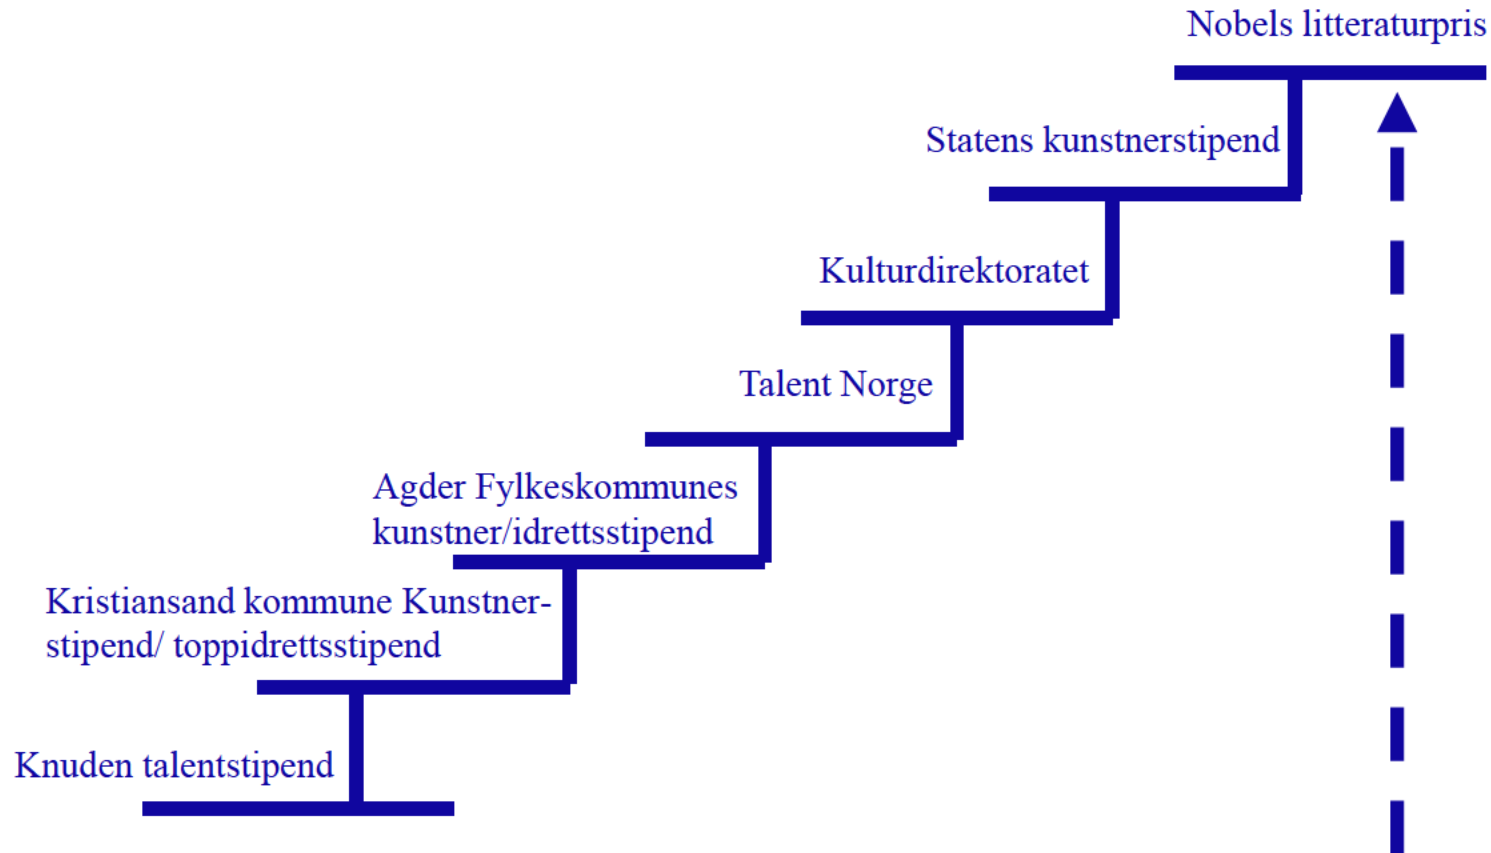 Nobels litteraturpris
Statens kunstnerstipend
Kulturdirektoratet
Talent Norge
Agder Fylkeskommunes
kunstner/idrettsstipend
Kristiansand kommune Kunstner-
stipend/ toppidrettsstipend
Knuden talentstipend